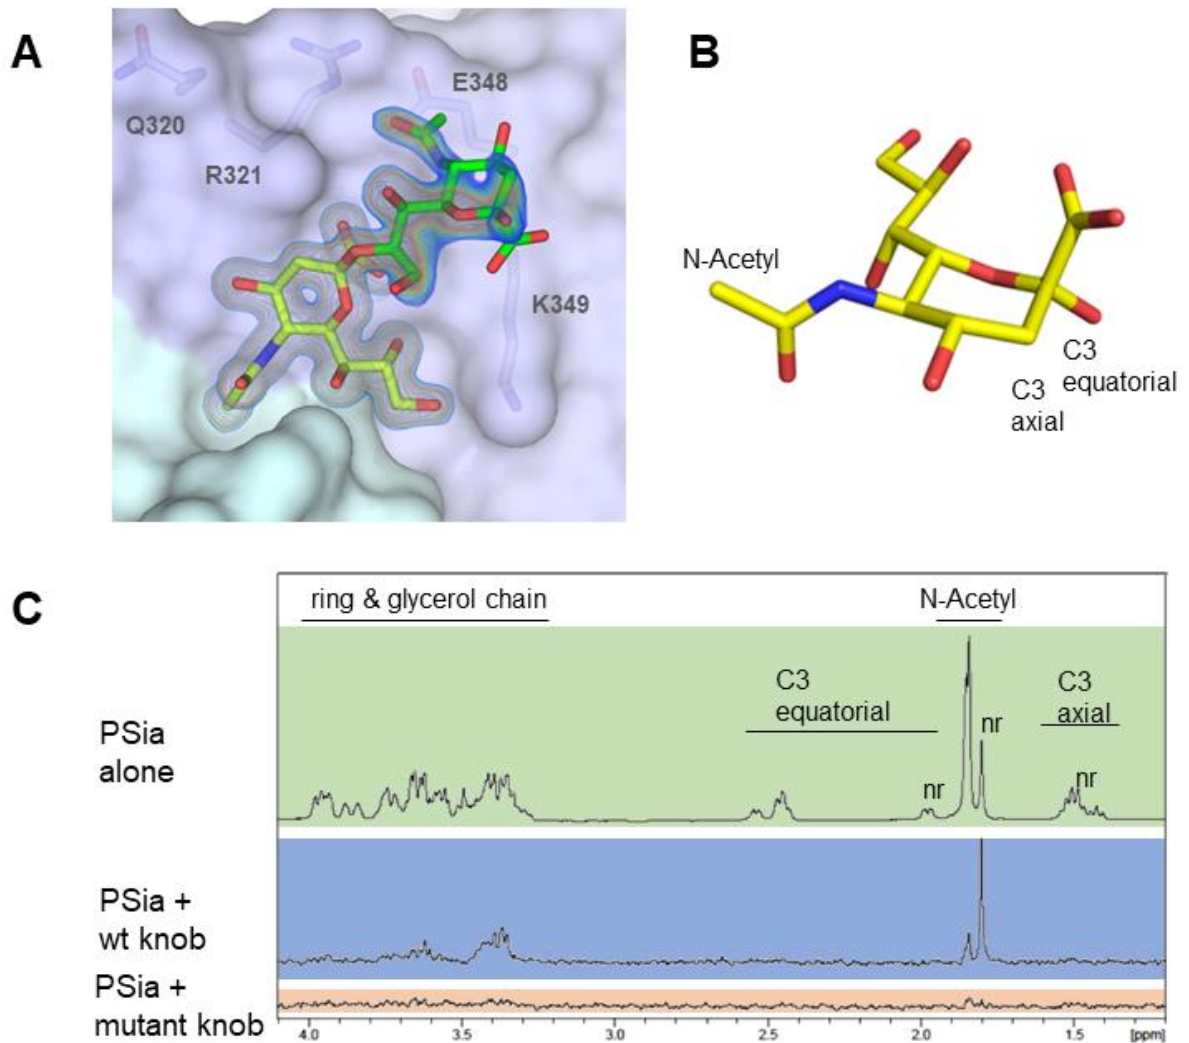 A
B
Q320
R321
E348
K349
N-Acetyl
C3
equatorial
C3
axial
C
ring & glycerol chain
N-Acetyl
C3
equatorial
C3
axial
nr
nr
nr
PSia
alone
PSia +
wt knob
PSia +
mutant knob
4.0 3.5 3.0 2.5 2.0 1.5 [ppm]